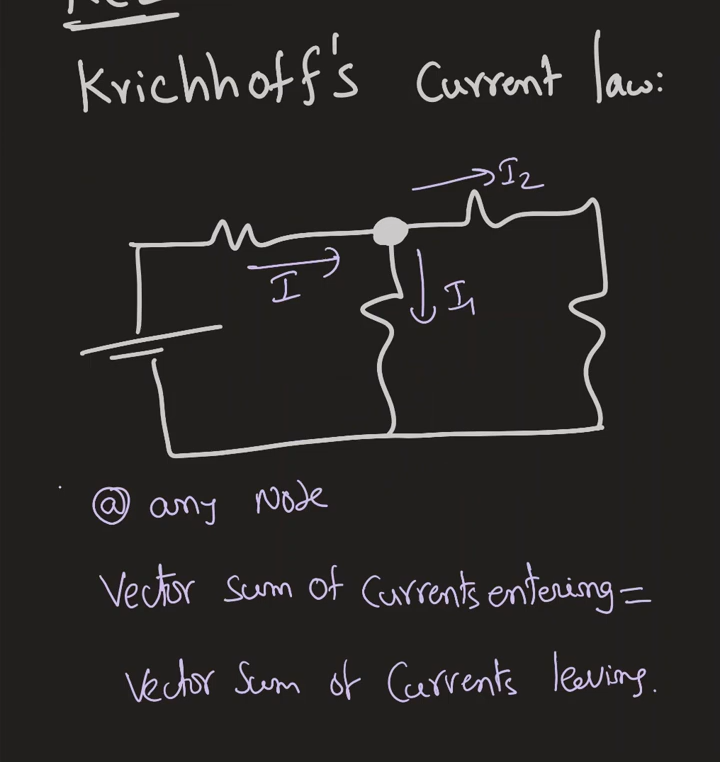 Krichhoff's Current law:
I2
I
I1
@ any Node
Vector sum of Currents entering =
Vector Sum of Currents leaving.